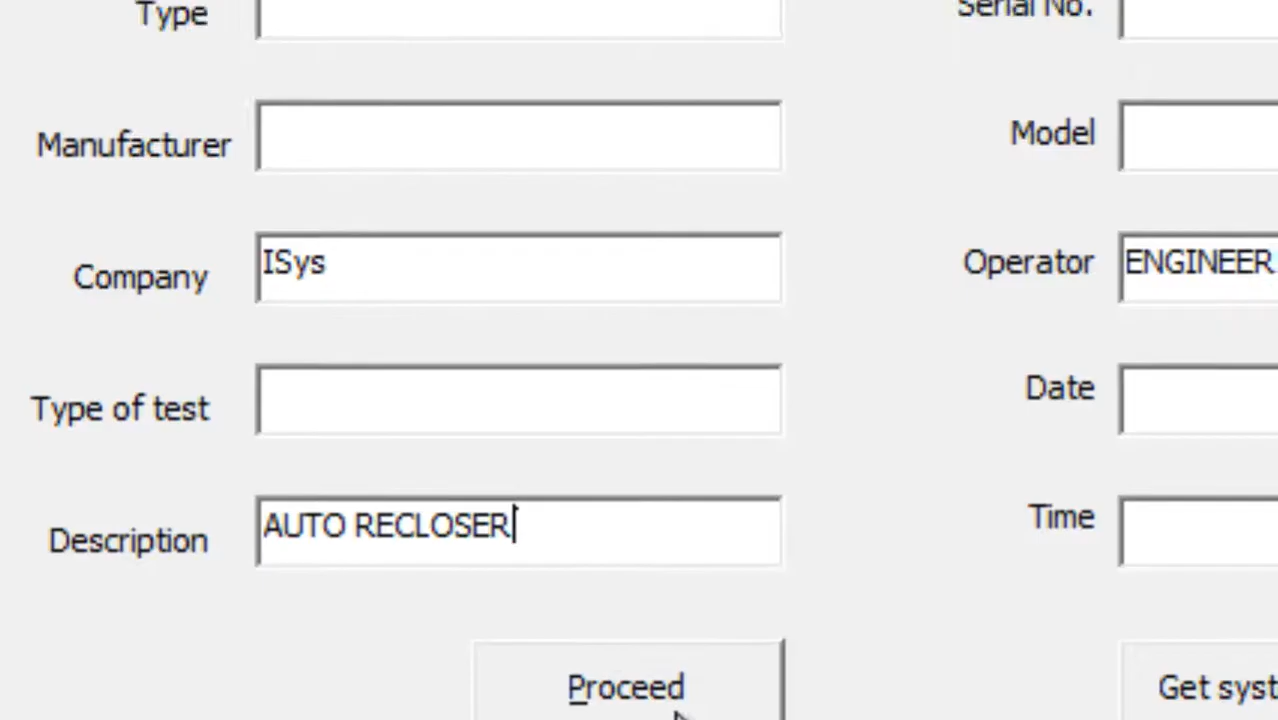 Type
Serial No.
Manufacturer
Model
Company ISys
Operator ENGINEER
Type of test
Date
Description AUTO RECLOSER
Time
Proceed
Get syst